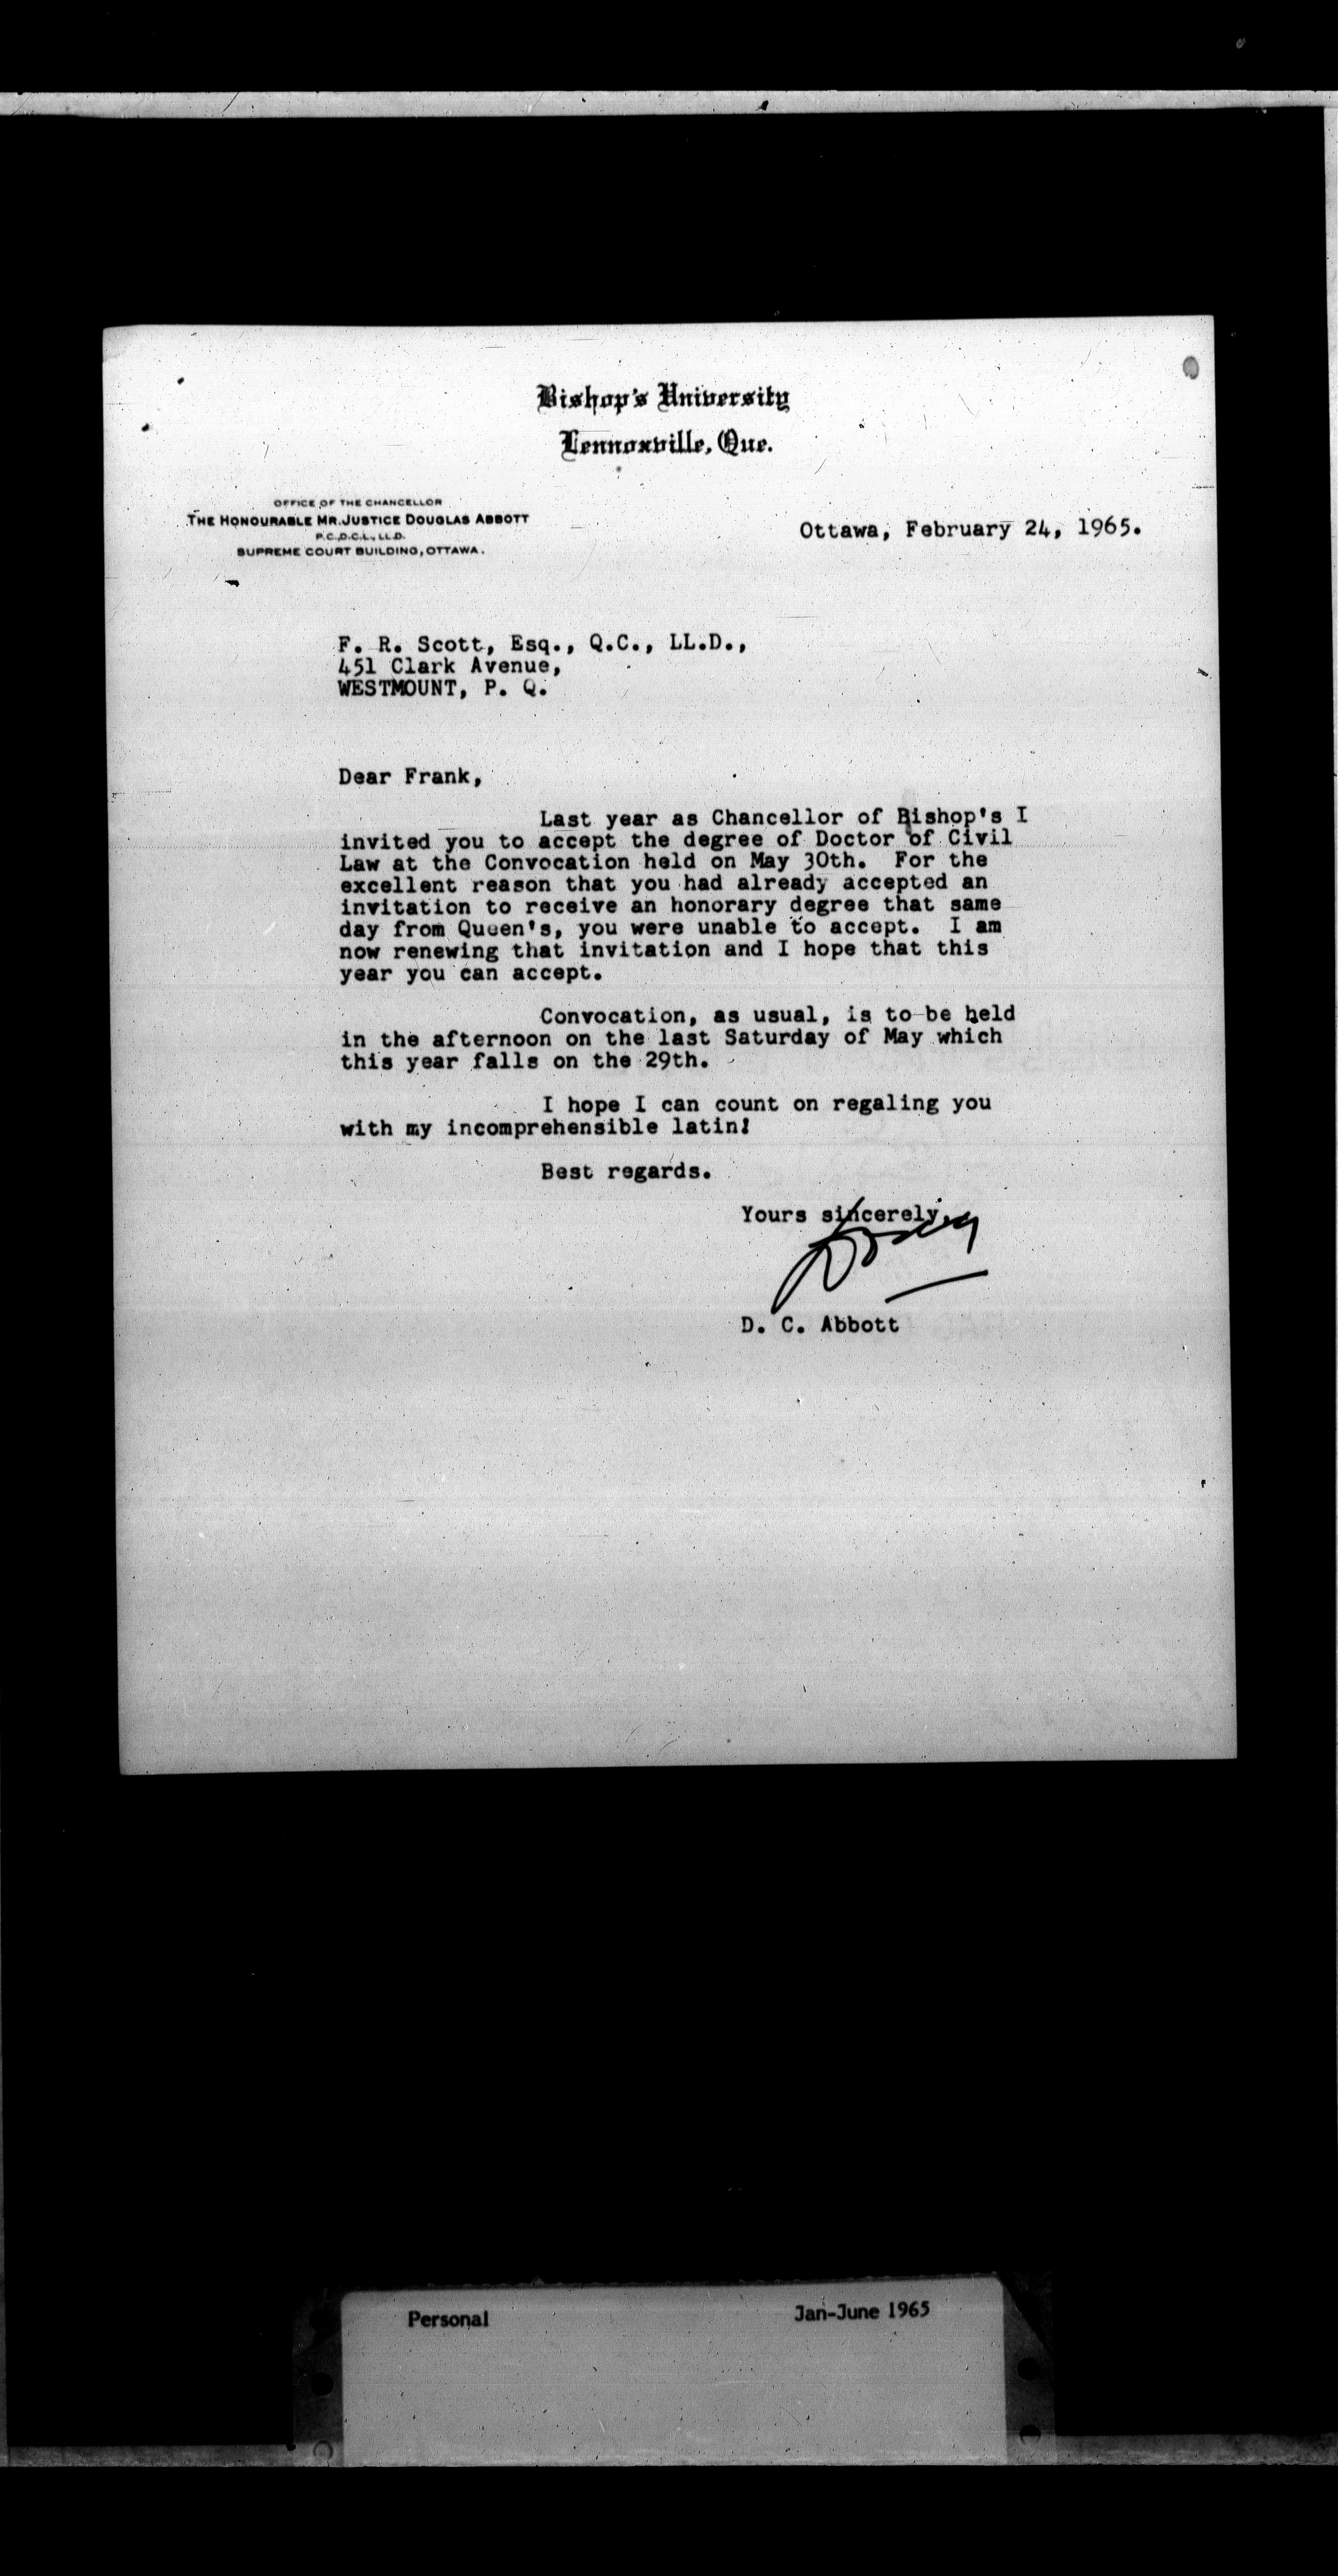 Bishop's University
Lennoxville, Que.
OFFICE OF THE CHANCELLOR
THE HONOURABLE MR. JUSTICE DOUGLAS ABBOTT
P.C., D.C.L., LL.D.
SUPREME COURT BUILDING, OTTAWA.
Ottawa, February 24, 1965.
F. R. Scott, Esq., Q.C., LL.D.,
451 Clark Avenue,
WESTMOUNT, P. Q.
Dear Frank,
Last year as Chancellor of Bishop's I
invited you to accept the degree of Doctor of Civil
Law at the Convocation held on May 30th. For the
excellent reason that you had already accepted an
invitation to receive an honorary degree that same
day from Queen's, you were unable to accept. I am
now renewing that invitation and I hope that this
year you can accept.
Convocation, as usual, is to be held
in the afternoon on the last Saturday of May which
this year falls on the 29th.
I hope I can count on regaling you
with my incomprehensible latin!
Best regards.
Yours sincerely,
D. C. Abbott
Personal Jan-June 1965